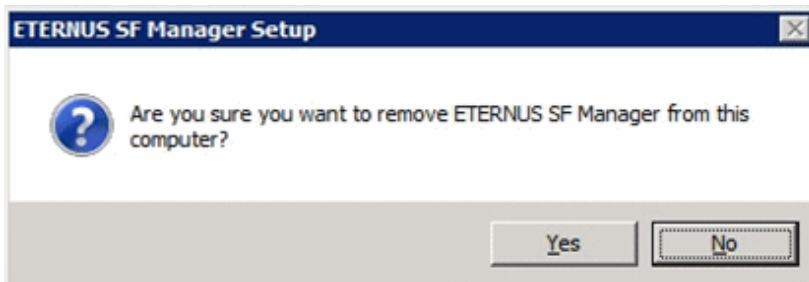 ETERNUS SF Manager Setup
Are you sure you want to remove ETERNUS SF Manager from this
computer?
Yes No